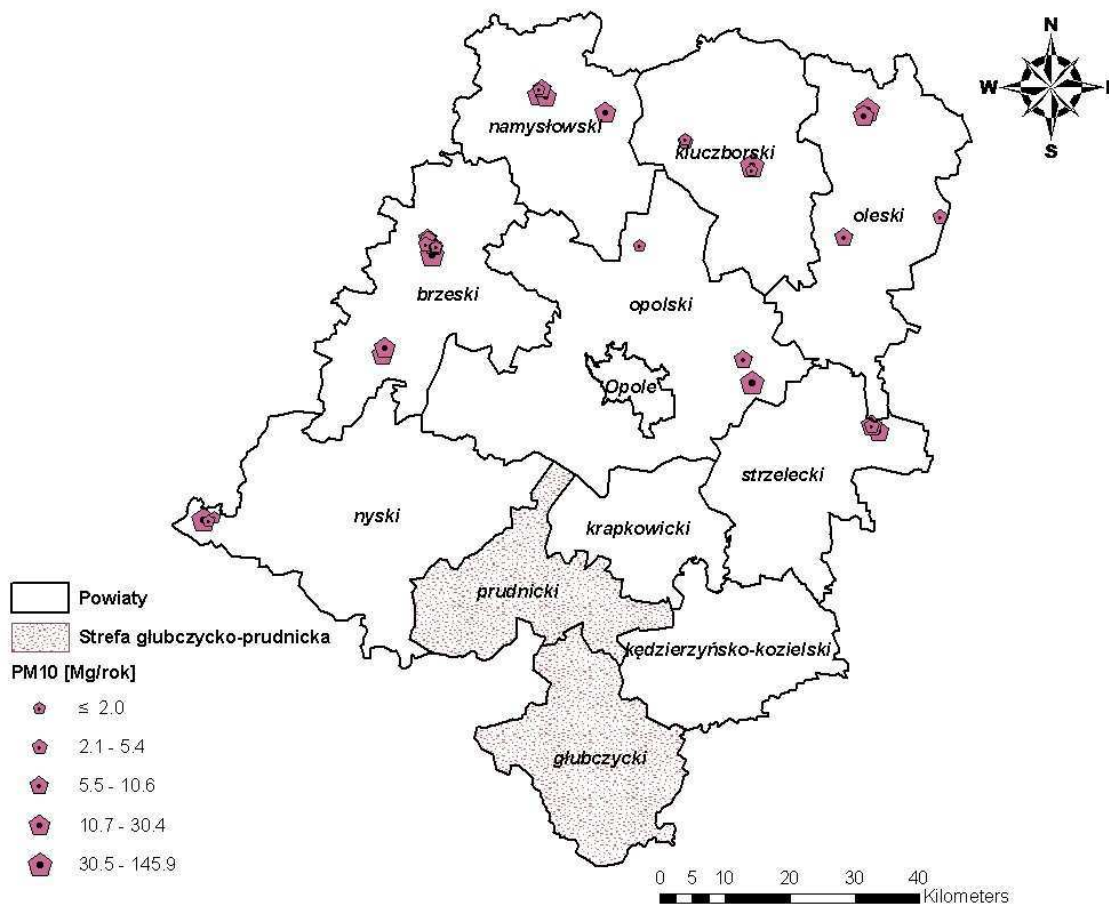 N
W
E
S
namysłowski
kluczborski
oleski
brzeski
opolski
Opole
strzelecki
nyski
krapkowicki
prudnicki
kędzierzyńsko-kozielski
głubczycki
Powiaty
Strefa głubczycko-prudnicka
PM10 [Mg/rok]
≤ 2.0
2.1 - 5.4
5.5 - 10.6
10.7 - 30.4
30.5 - 145.9
0 5 10 20 30 40
Kilometers